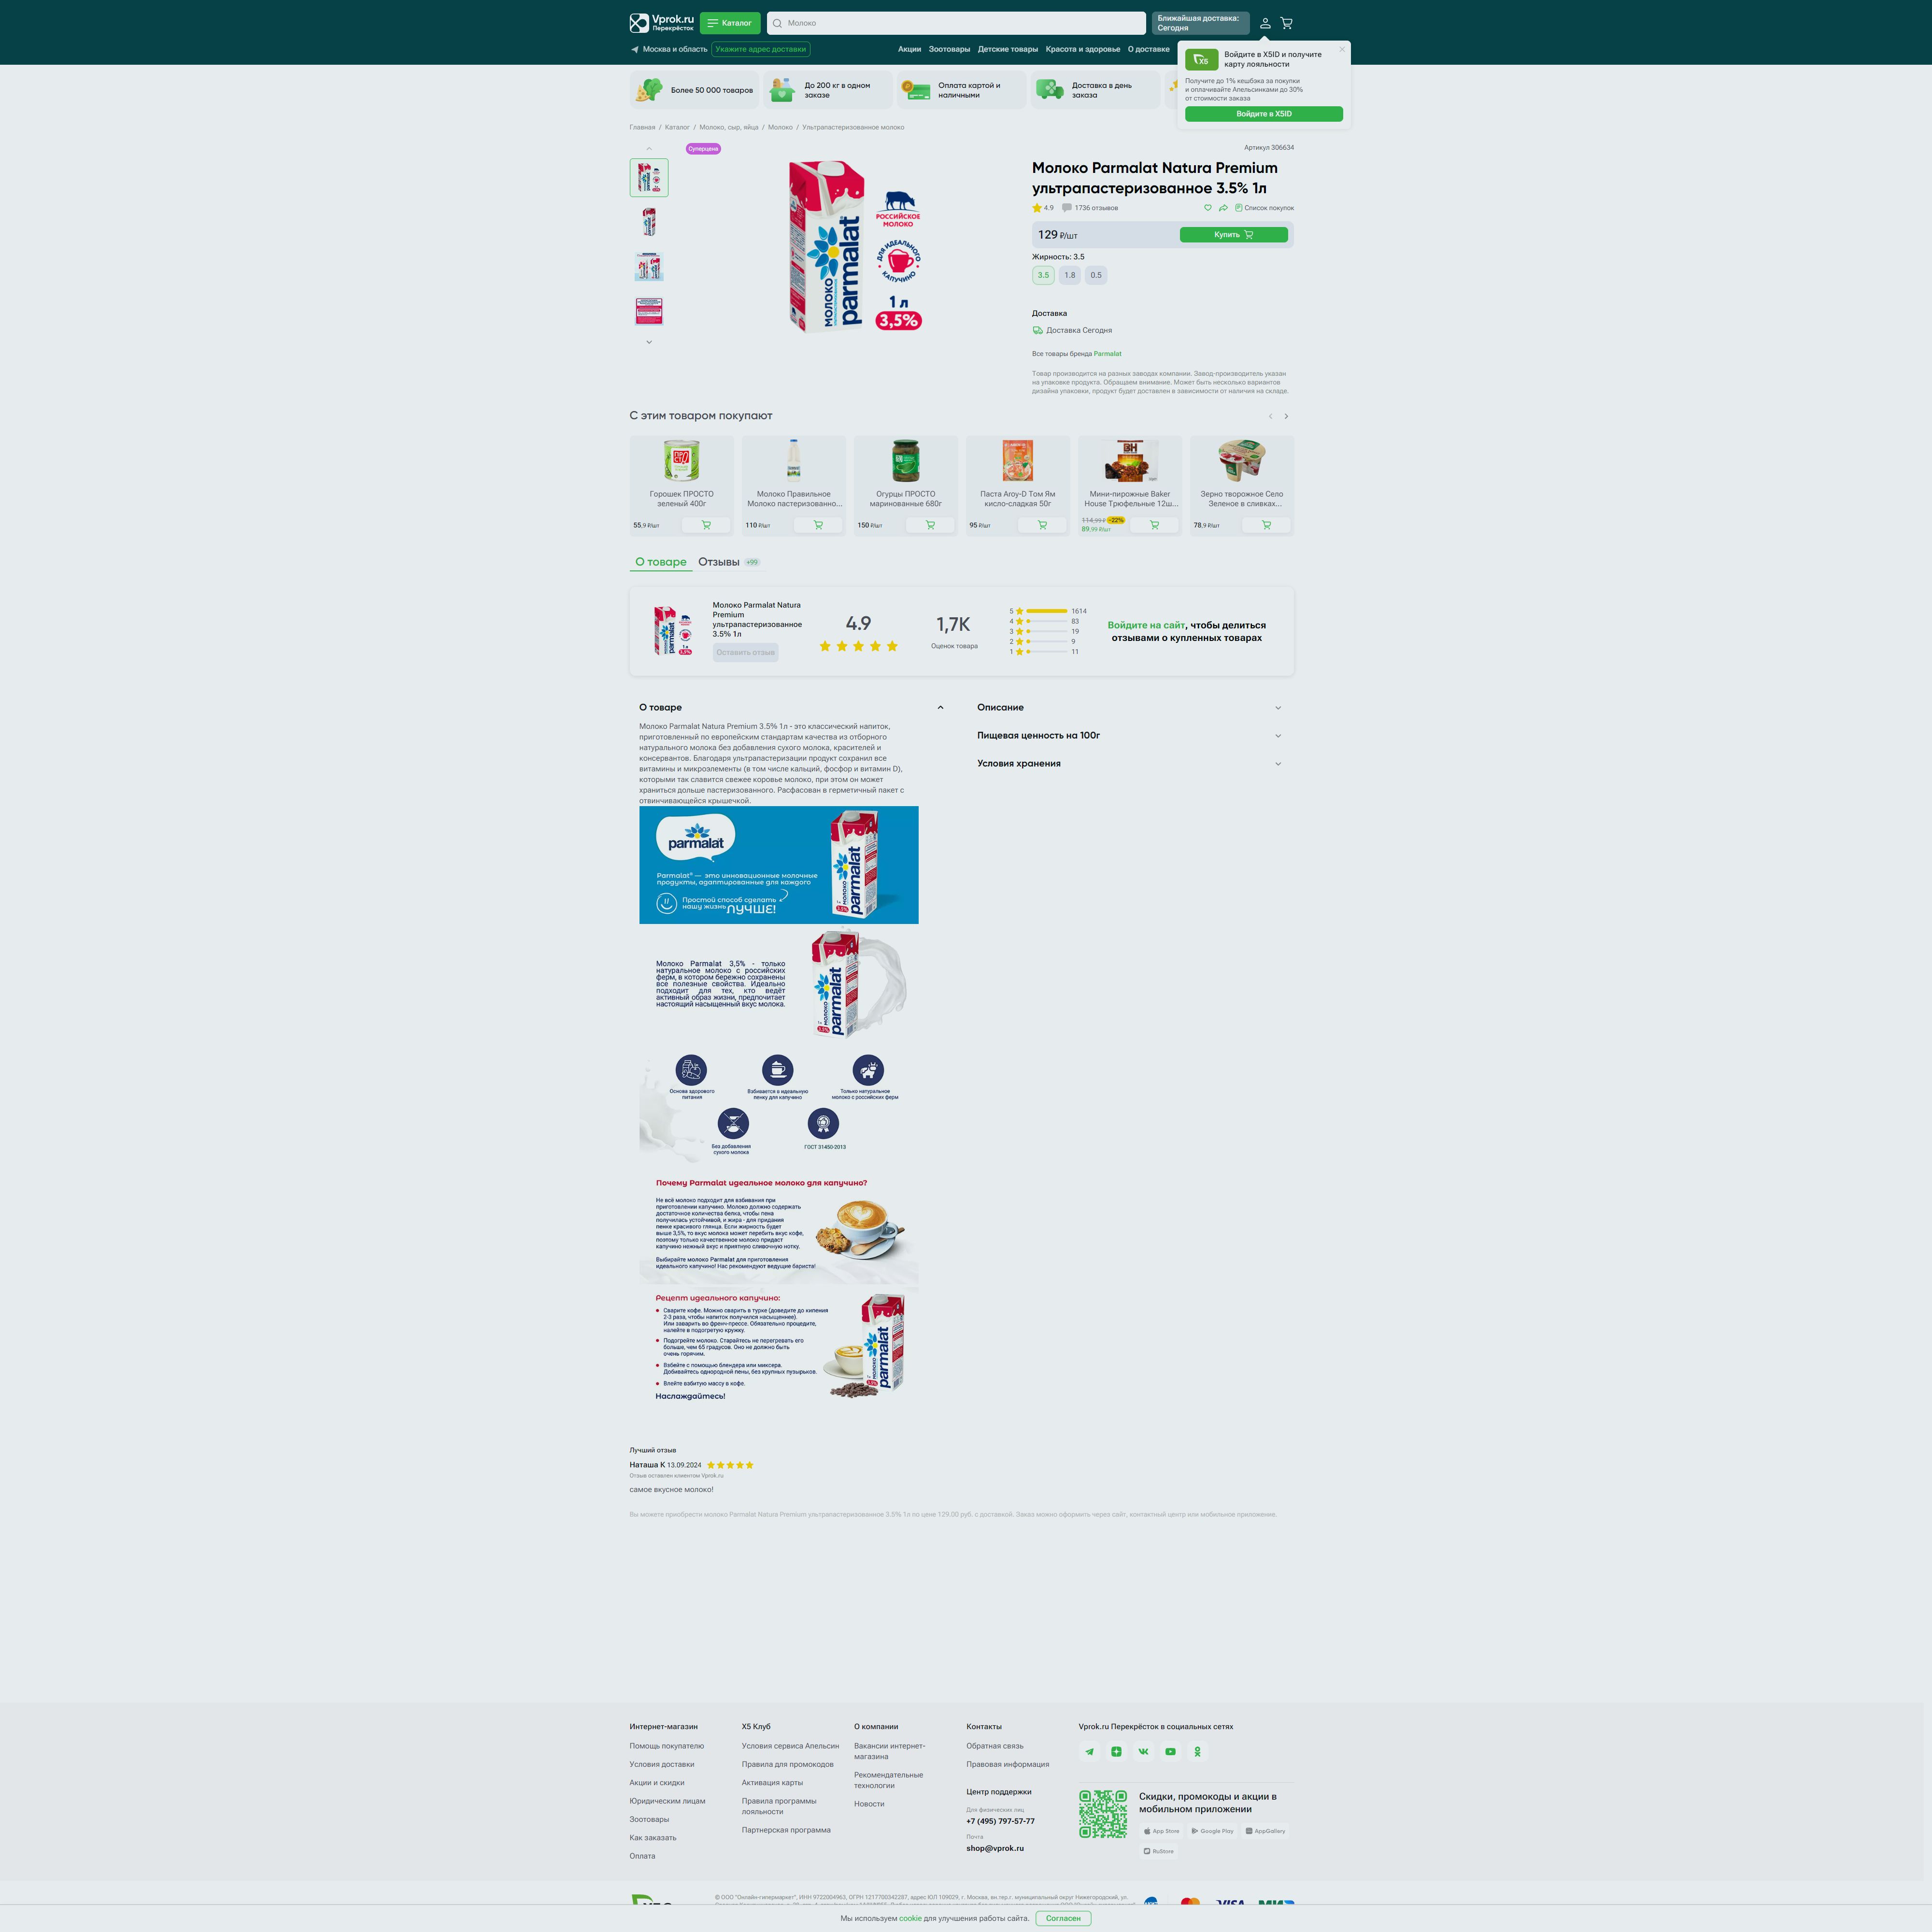 Vprok.ru
Перекрёсток
Каталог
Молоко
Ближайшая доставка:
Сегодня
Москва и область
Укажите адрес доставки
Акции
Зоотовары
Детские товары
Красота и здоровье
О доставке
X5
Войдите в X5ID и получите
карту лояльности
Получите до 1% кешбэка за покупки
и оплачивайте Апельсинками до 30%
от стоимости заказа
Войдите в X5ID
Более 50 000 товаров
До 200 кг в одном
заказе
Оплата картой и
наличными
Доставка в день
заказа
Главная / Каталог / Молоко, сыр, яйца / Молоко / Ультрапастеризованное молоко
Суперцена
МОЛОКО
parmalat
РОССИЙСКОЕ
МОЛОКО
ДЛЯ ИДЕАЛЬНОГО
КАПУЧИНО
1 л
3,5%
Артикул 306634
Молоко Parmalat Natura Premium
ультрапастеризованное 3.5% 1л
4.9
1736 отзывов
Список покупок
129 ₽/шт
Купить
Жирность: 3.5
3.5
1.8
0.5
Доставка
Доставка Сегодня
Все товары бренда Parmalat
Товар производится на разных заводах компании. Завод-производитель указан
на упаковке продукта. Обращаем внимание. Может быть несколько вариантов
дизайна упаковки, продукт будет доставлен в зависимости от наличия на складе.
С этим товаром покупают
Горошек ПРОСТО
зеленый 400г
55.9 ₽/шт
Молоко Правильное
Молоко пастеризованно...
110 ₽/шт
Огурцы ПРОСТО
маринованные 680г
150 ₽/шт
Паста Aroy-D Том Ям
кисло-сладкая 50г
95 ₽/шт
Мини-пирожные Baker
House Трюфельные 12ш...
114,99 ₽ -22%
89,99 ₽/шт
Зерно творожное Село
Зеленое в сливках...
78.9 ₽/шт
О товаре
Отзывы +99
Молоко Parmalat Natura
Premium
ультрапастеризованное
3.5% 1л
Оставить отзыв
4.9
1,7K
Оценок товара
5 1614
4 83
3 19
2 9
1 11
Войдите на сайт, чтобы делиться
отзывами о купленных товарах
О товаре
Молоко Parmalat Natura Premium 3.5% 1л - это классический напиток,
приготовленный по европейским стандартам качества из отборного
натурального молока без добавления сухого молока, красителей и
консервантов. Благодаря ультрапастеризации продукт сохранил все
витамины и микроэлементы (в том числе кальций, фосфор и витамин D),
которыми так славится свежее коровье молоко, при этом он может
храниться дольше пастеризованного. Расфасован в герметичный пакет с
отвинчивающейся крышечкой.
Описание
Пищевая ценность на 100г
Условия хранения
parmalat
Parmalat® — это инновационные молочные
продукты, адаптированные для каждого
Простой способ сделать
нашу жизнь ЛУЧШЕ!
МОЛОКО
parmalat
Молоко Parmalat 3,5% - только
натуральное молоко с российских
ферм, в котором бережно сохранены
все полезные свойства. Идеально
подходит для тех, кто ведёт
активный образ жизни, предпочитает
настоящий насыщенный вкус молока.
МОЛОКО
parmalat
Основа здорового
питания
Взбивается в идеальную
пенку для капучино
Только натуральное
молоко с российских ферм
Без добавления
сухого молока
ГОСТ 31450-2013
Почему Parmalat идеальное молоко для капучино?
Не всё молоко подходит для взбивания при
приготовлении капучино. Молоко должно содержать
достаточное количества белка, чтобы пена
получилась устойчивой, и жира - для придания
пенке красивого глянца. Если жирность будет
выше 3,5%, то вкус молока может перебить вкус кофе,
поэтому только качественное молоко придаст
капучино нежный вкус и приятную сливочную нотку.
Выбирайте молоко Parmalat для приготовления
идеального капучино! Нас рекомендуют ведущие бариста!
Рецепт идеального капучино:
Сварите кофе. Можно сварить в турке (доведите до кипения
2-3 раза, чтобы напиток получился насыщеннее).
Или заварить во френч-прессе. Обязательно процедите,
налейте в подогретую кружку.
Подогрейте молоко. Старайтесь не перегревать его
больше, чем 65 градусов. Оно не должно быть
очень горячим.
Взбейте с помощью блендера или миксера.
Добивайтесь однородной пены, без крупных пузырьков.
Влейте взбитую массу в кофе.
Наслаждайтесь!
МОЛОКО
parmalat
Лучший отзыв
Наташа К 13.09.2024
Отзыв оставлен клиентом Vprok.ru
самое вкусное молоко!
Вы можете приобрести молоко Parmalat Natura Premium ультрапастеризованное 3.5% 1л по цене 129.00 руб. с доставкой. Заказ можно оформить через сайт, контактный центр или мобильное приложение.
Интернет-магазин
Помощь покупателю
Условия доставки
Акции и скидки
Юридическим лицам
Зоотовары
Как заказать
Оплата
X5 Клуб
Условия сервиса Апельсин
Правила для промокодов
Активация карты
Правила программы
лояльности
Партнерская программа
О компании
Вакансии интернет-
магазина
Рекомендательные
технологии
Новости
Контакты
Обратная связь
Правовая информация
Центр поддержки
Для физических лиц
+7 (495) 797-57-77
Почта
shop@vprok.ru
Vprok.ru Перекрёсток в социальных сетях
Скидки, промокоды и акции в
мобильном приложении
App Store
Google Play
AppGallery
RuStore
© ООО "Онлайн-гипермаркет", ИНН 9722004963, ОГРН 1217700342287, адрес ЮЛ 109029, г. Москва, вн.тер.г. муниципальный округ Нижегородский, ул.
VISA
МИР
Мы используем cookie для улучшения работы сайта.
Согласен